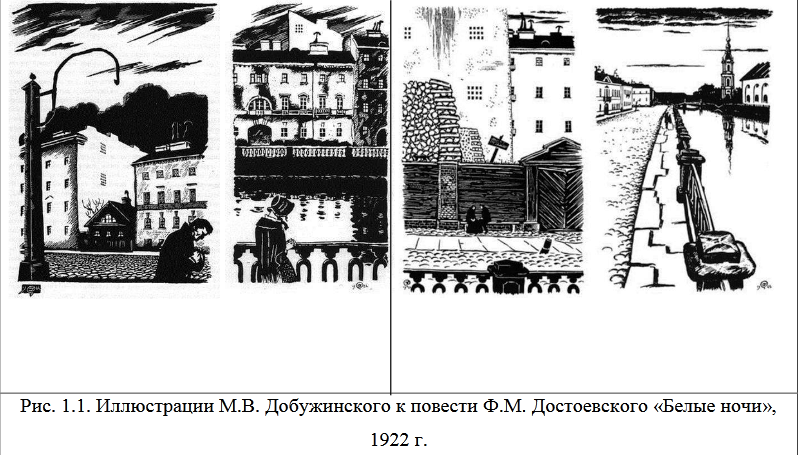 Рис. 1.1. Иллюстрации М.В. Добужинского к повести Ф.М. Достоевского «Белые ночи»,
1922 г.